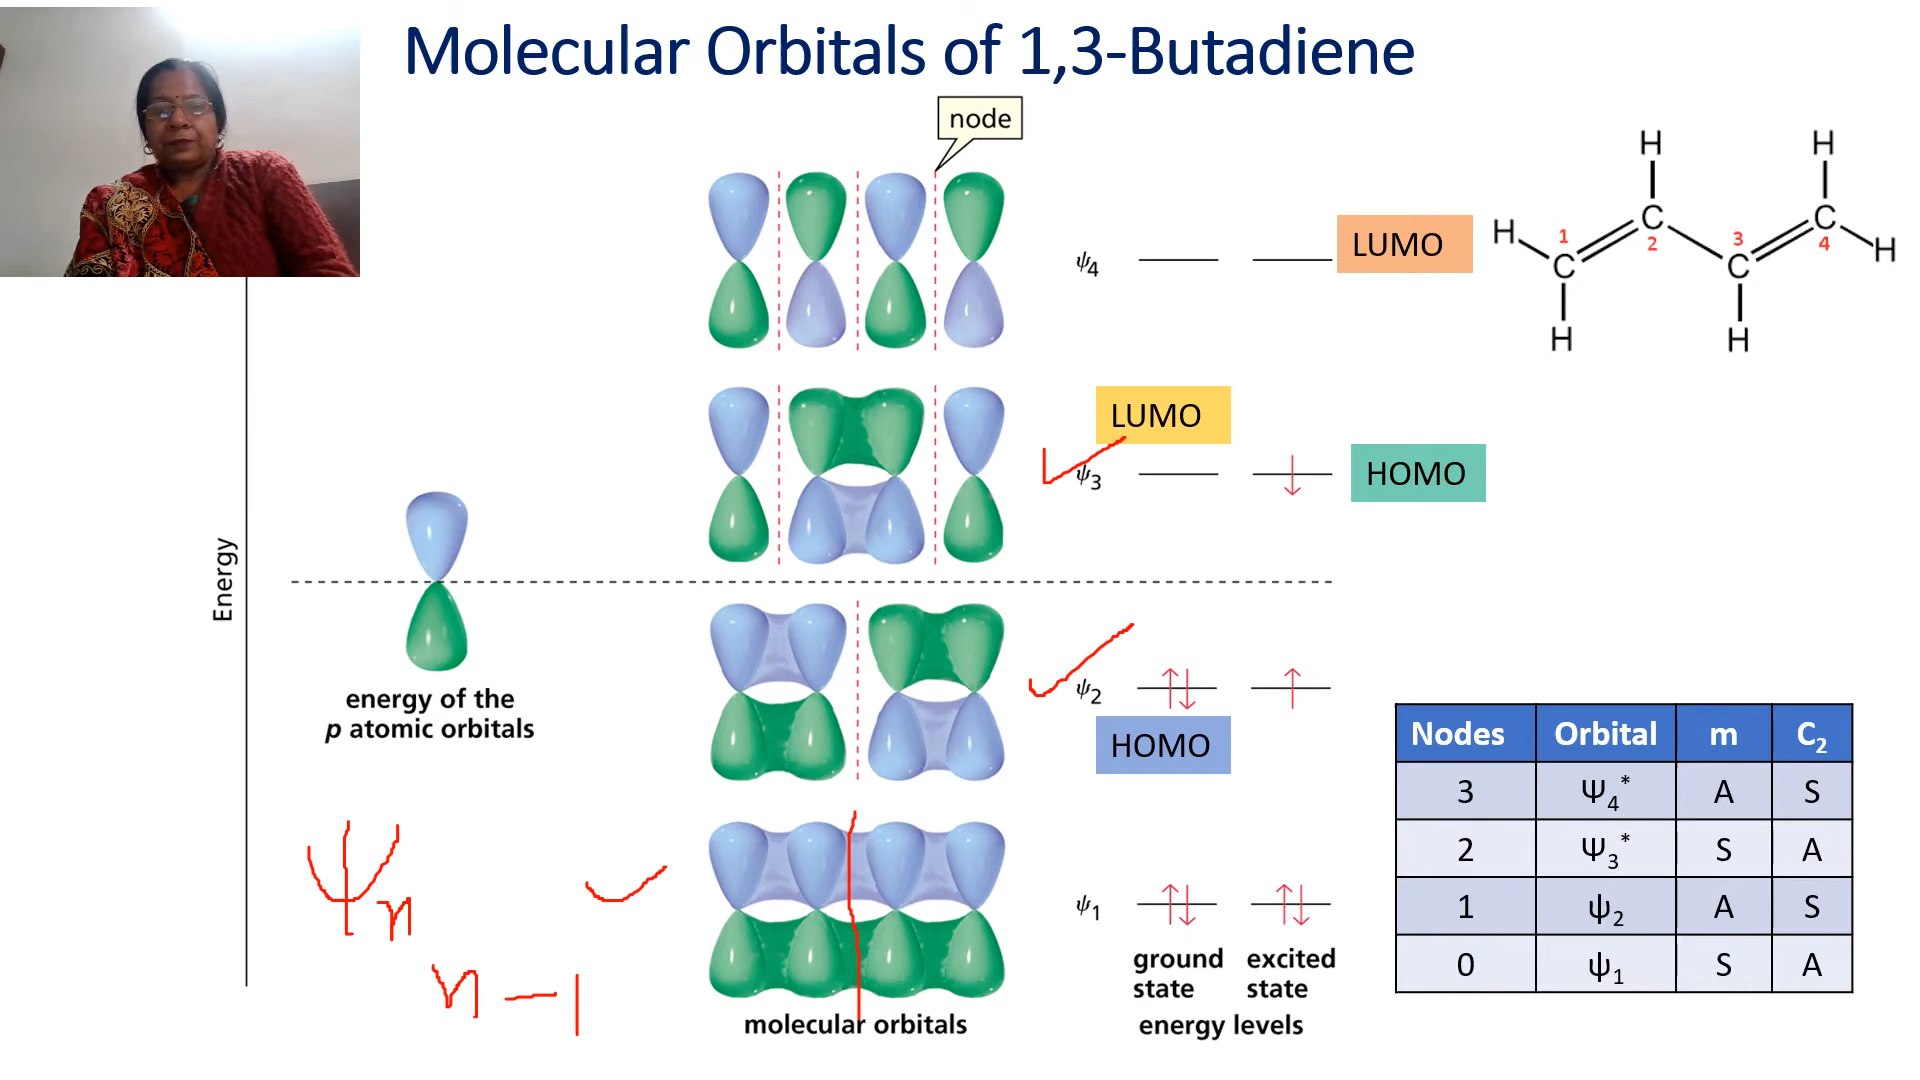 Molecular Orbitals of 1,3-Butadiene
node
ψ4
LUMO
LUMO
ψ3
HOMO
Energy
energy of the
p atomic orbitals
ψ2
HOMO
ψ1
ground state
excited state
energy levels
molecular orbitals
ψn
n-1
H H
H C 1 C 2 C 3 C 4 H
H H
Nodes Orbital m C2
3 Ψ4* A S
2 Ψ3* S A
1 ψ2 A S
0 ψ1 S A